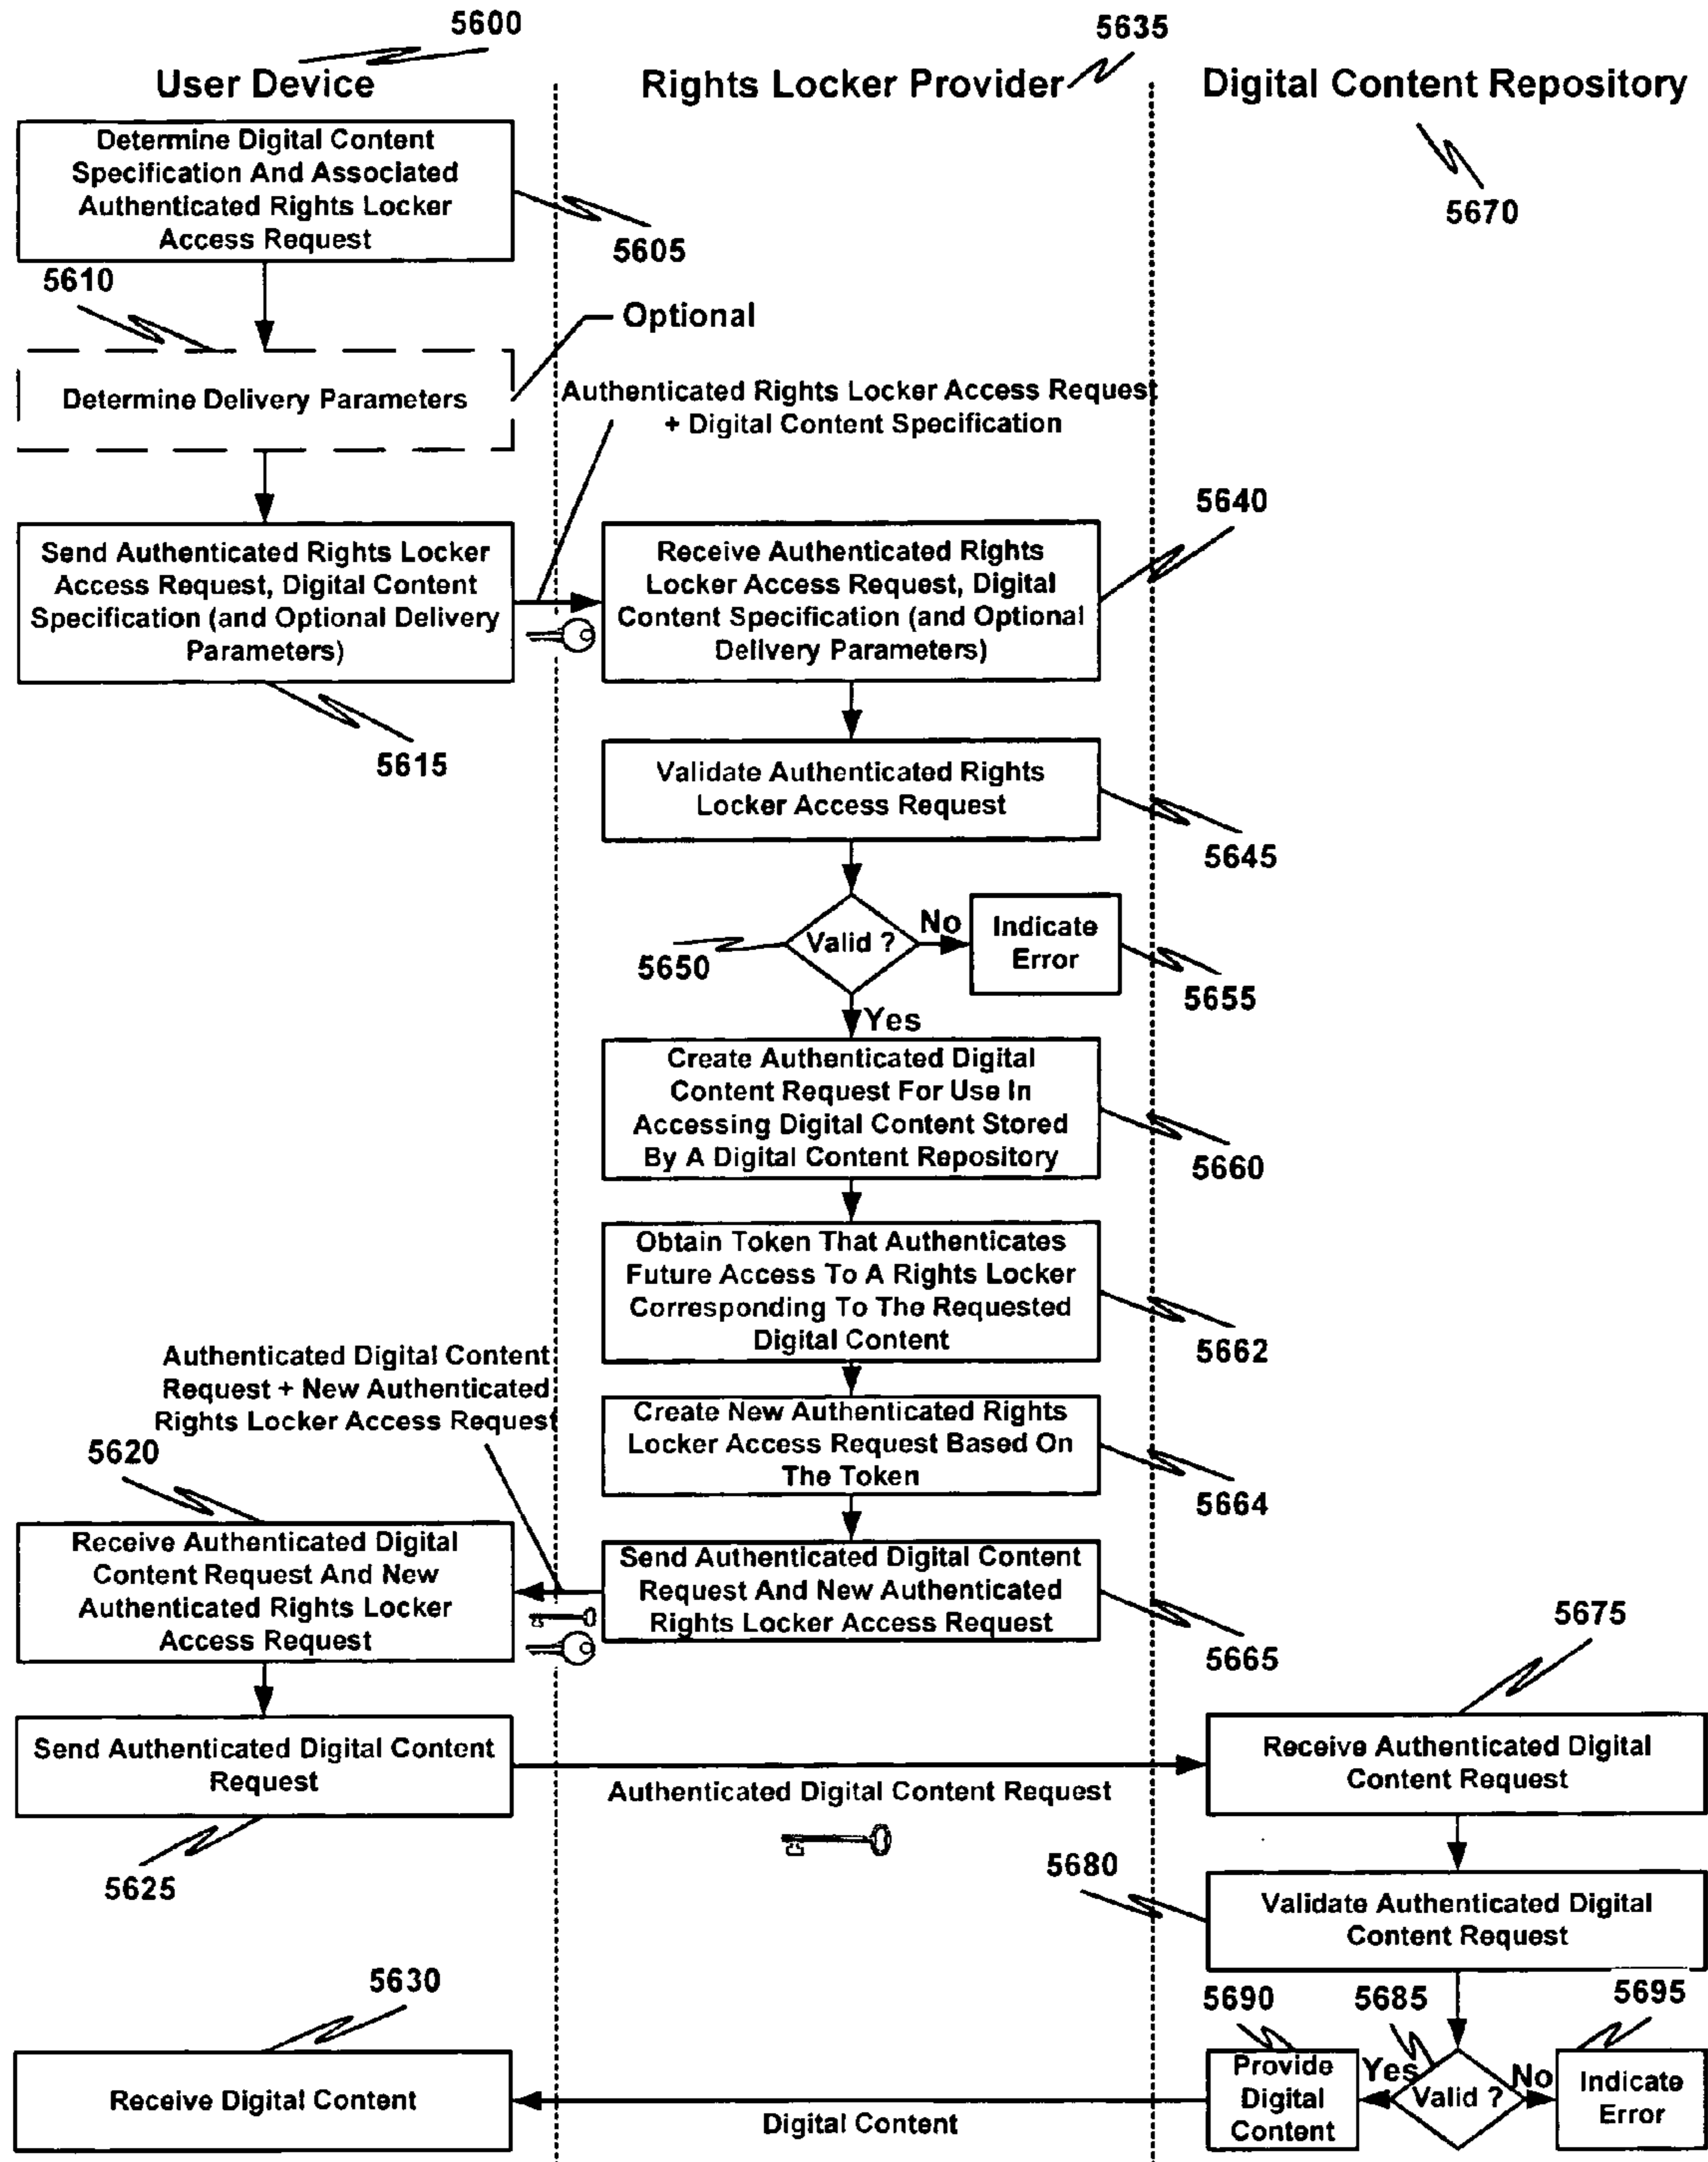 5600
5635
User Device
Rights Locker Provider
Digital Content Repository
5670
Determine Digital Content
Specification And Associated
Authenticated Rights Locker
Access Request
5605
5610
Optional
Determine Delivery Parameters
Authenticated Rights Locker Access Request
+ Digital Content Specification
5640
Send Authenticated Rights Locker
Access Request, Digital Content
Specification (and Optional Delivery
Parameters)
Receive Authenticated Rights
Locker Access Request, Digital
Content Specification (and Optional
Delivery Parameters)
5615
Validate Authenticated Rights
Locker Access Request
5645
Valid ?
No
Indicate
Error
5650
5655
Yes
Create Authenticated Digital
Content Request For Use In
Accessing Digital Content Stored
By A Digital Content Repository
5660
Obtain Token That Authenticates
Future Access To A Rights Locker
Corresponding To The Requested
Digital Content
5662
Authenticated Digital Content
Request + New Authenticated
Rights Locker Access Request
Create New Authenticated Rights
Locker Access Request Based On
The Token
5664
5620
Receive Authenticated Digital
Content Request And New
Authenticated Rights Locker
Access Request
Send Authenticated Digital Content
Request And New Authenticated
Rights Locker Access Request
5665
5675
Send Authenticated Digital Content
Request
Authenticated Digital Content Request
Receive Authenticated Digital
Content Request
5625
5680
Validate Authenticated Digital
Content Request
5630
5690
5685
5695
Receive Digital Content
Digital Content
Provide
Digital
Content
Yes
Valid ?
No
Indicate
Error